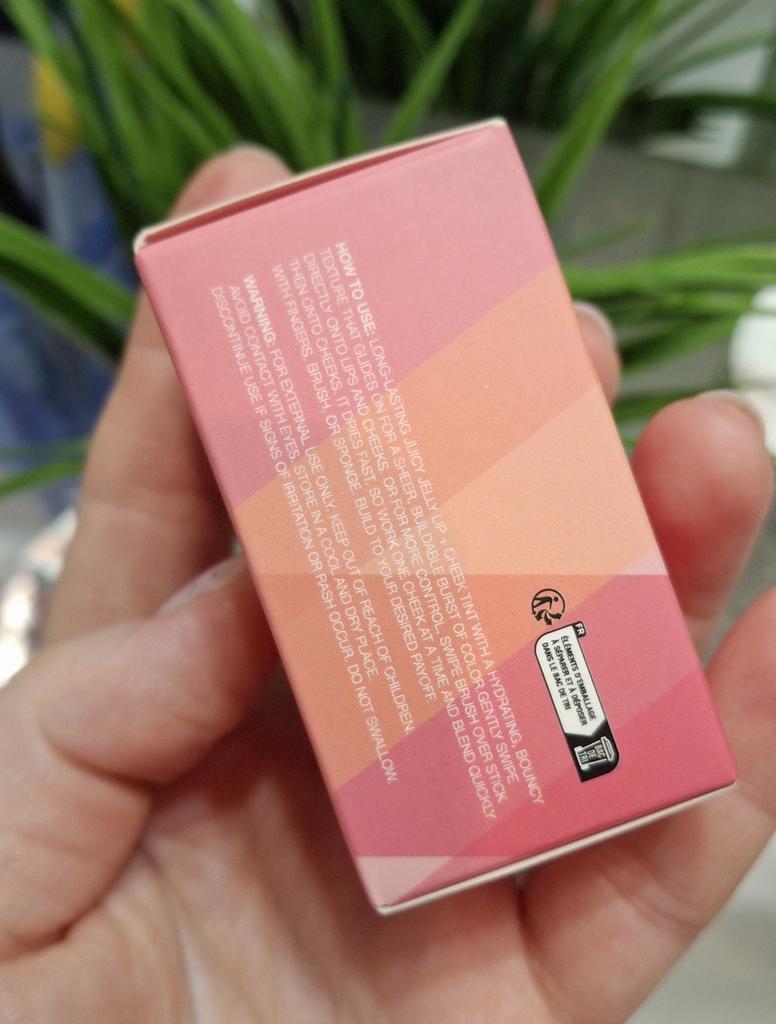 HOW TO USE: LONG-LASTING JUICY JELLY LIP + CHEEK TINT WITH A HYDRATING, BOUNCY
TEXTURE THAT GLIDES ON FOR A SHEER, BUILDABLE BURST OF COLOR. GENTLY SWIPE
DIRECTLY ONTO LIPS AND CHEEKS, OR FOR MORE CONTROL, SWIPE BRUSH OVER STICK
THEN ONTO CHEEKS. IT DRIES FAST, SO WORK ONE CHEEK AT A TIME AND BLEND QUICKLY
WITH FINGERS, BRUSH, OR SPONGE. BUILD TO YOUR DESIRED PAYOFF.
WARNING: FOR EXTERNAL USE ONLY. KEEP OUT OF REACH OF CHILDREN.
AVOID CONTACT WITH EYES. STORE IN A COOL AND DRY PLACE.
DISCONTINUE USE IF SIGNS OF IRRITATION OR RASH OCCUR. DO NOT SWALLOW.
FR
ÉLÉMENTS D'EMBALLAGE
À SÉPARER ET À DÉPOSER
DANS LE BAC DE TRI
BAC
DE
TRI